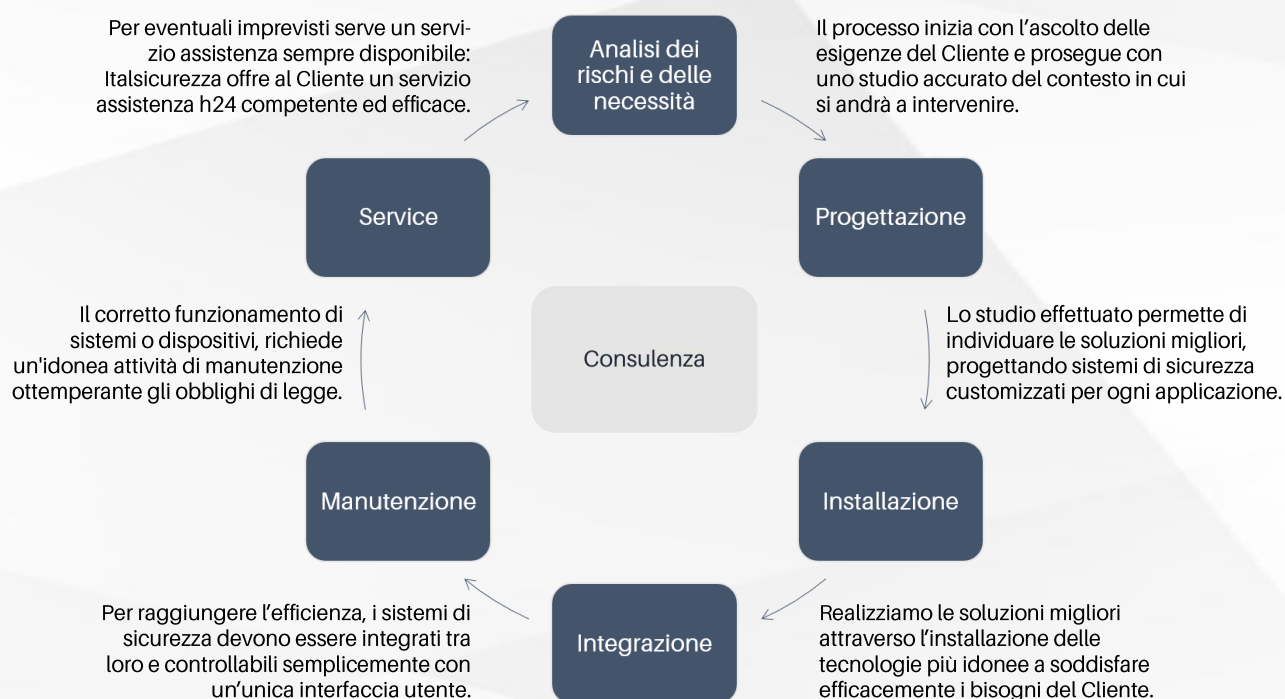 Per eventuali imprevisti serve un servi-
zio assistenza sempre disponibile:
Italsicurezza offre al Cliente un servizio
assistenza h24 competente ed efficace.
Analisi dei
rischi e delle
necessità
Il processo inizia con l’ascolto delle
esigenze del Cliente e prosegue con
uno studio accurato del contesto in cui
si andrà a intervenire.
Service
Progettazione
Il corretto funzionamento di
sistemi o dispositivi, richiede
un'idonea attività di manutenzione
ottemperante gli obblighi di legge.
Consulenza
Lo studio effettuato permette di
individuare le soluzioni migliori,
progettando sistemi di sicurezza
customizzati per ogni applicazione.
Manutenzione
Installazione
Per raggiungere l’efficienza, i sistemi di
sicurezza devono essere integrati tra
loro e controllabili semplicemente con
un’unica interfaccia utente.
Integrazione
Realizziamo le soluzioni migliori
attraverso l’installazione delle
tecnologie più idonee a soddisfare
efficacemente i bisogni del Cliente.